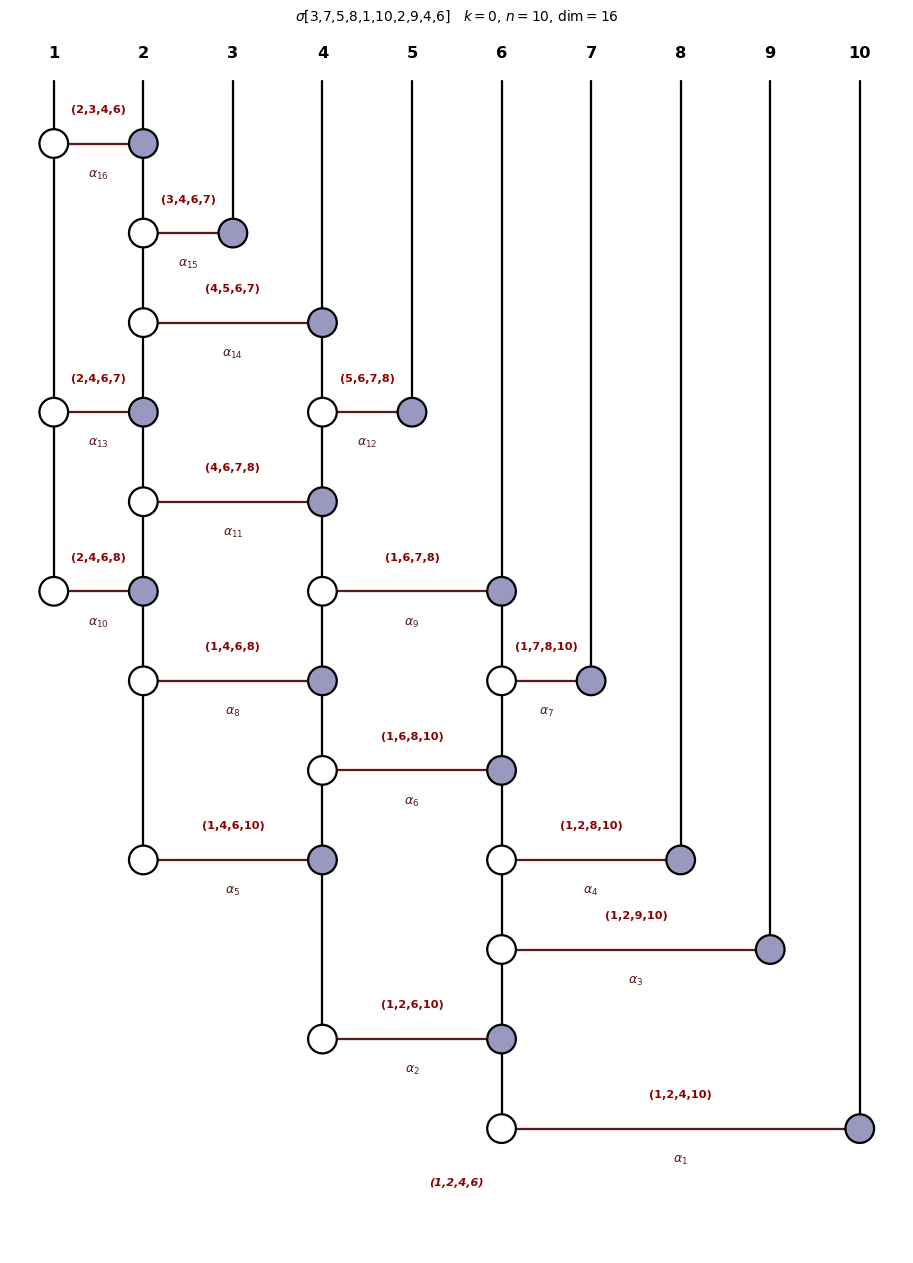 σ[3,7,5,8,1,10,2,9,4,6]   k=0, n=10, dim=16
1 2 3 4 5 6 7 8 9 10
(2,3,4,6)
α₁₆
(3,4,6,7)
α₁₅
(4,5,6,7)
α₁₄
(2,4,6,7) (5,6,7,8)
α₁₃ α₁₂
(4,6,7,8)
α₁₁
(2,4,6,8) (1,6,7,8)
α₁₀ α₉
(1,4,6,8) (1,7,8,10)
α₈ α₇
(1,6,8,10)
α₆
(1,4,6,10) (1,2,8,10)
α₅ α₄
(1,2,9,10)
α₃
(1,2,6,10)
α₂
(1,2,4,10)
α₁
(1,2,4,6)